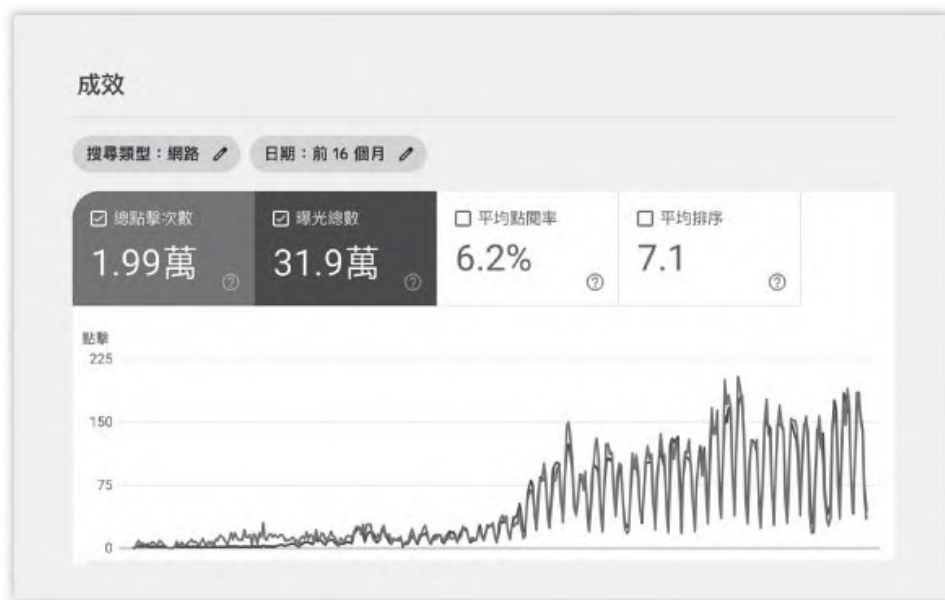 成效
搜尋類型：網路 日期：前 16 個月
總點擊次數 曝光總數 平均點閱率 平均排序
1.99萬 31.9萬 6.2% 7.1
點擊
225
150
75
0